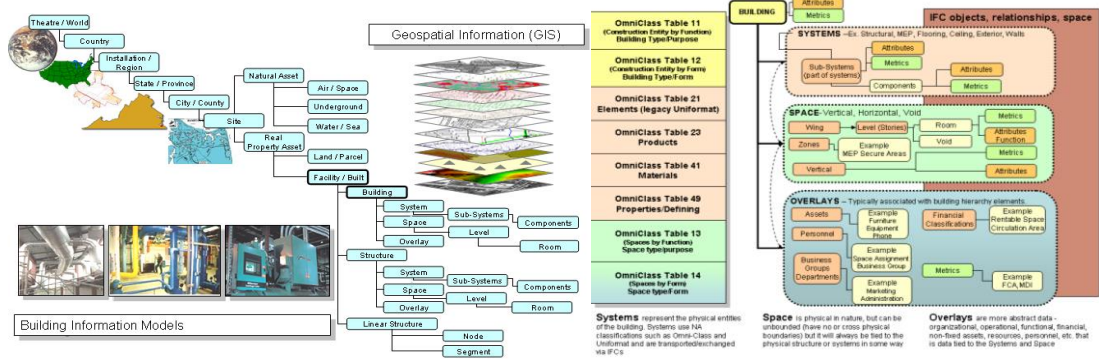 Theatre / World
Country
Installation /
Region
State / Province
City / County
Site
Natural Asset
Air / Space
Underground
Water / Sea
Real
Property Asset
Land / Parcel
Facility / Built
Building
System
Sub-Systems
Components
Space
Level
Room
Overlay
Structure
System
Sub-Systems
Components
Space
Level
Room
Overlay
Linear Structure
Node
Segment
Geospatial Information (GIS)
Building Information Models
OmniClass Table 11
(Construction Entity by Function)
Building Type/Purpose
OmniClass Table 12
(Construction Entity by Form)
Building Type/Form
OmniClass Table 21
Elements (legacy Uniformat)
OmniClass Table 23
Products
OmniClass Table 41
Materials
OmniClass Table 49
Properties/Defining
OmniClass Table 13
(Spaces by Function)
Space type/purpose
OmniClass Table 14
(Spaces by Form)
Space type/Form
BUILDING
Attributes
Metrics
IFC objects, relationships, space
SYSTEMS --Ex. Structural, MEP, Flooring, Ceiling, Exterior, Walls
Sub-Systems
(part of systems)
Attributes
Metrics
Components
Attributes
Metrics
SPACE-Vertical, Horizontal, Void
Wing
Level (Stories)
Room
Void
Metrics
Attributes
Function
Zones
Example
MEP Secure Areas
Metrics
Vertical
Attributes
OVERLAYS – Typically associated with building hierarchy elements.
Assets
Example
Furniture
Equipment
Phone
Financial
Classifications
Example
Rentable Space
Circulation Area
Personnel
Example
Space Assignment
Business Group
Business
Groups
Departments
Example
Marketing
Administration
Metrics
Example
FCA, MDI
Systems represent the physical entities
of the building. Systems use NA
classifications such as Omni-Class and
Uniformat and are transported/exchanged
via IFCs
Space is physical in nature, but can be
unbounded (have no or cross physical
boundaries) but it will always be tied to the
physical structure or systems in some way
Overlays are more abstract data -
organizational, operational, functional, financial,
non-fixed assets, resources, personnel, etc. that
is data tied to the Systems and Space